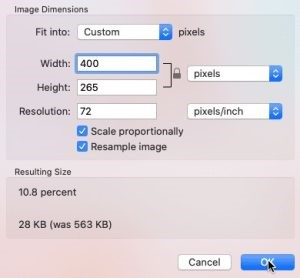 Image Dimensions
Fit into: Custom pixels
Width: 400
Height: 265
pixels
Resolution: 72 pixels/inch
Scale proportionally
Resample image
Resulting Size
10.8 percent
28 KB (was 563 KB)
Cancel OK